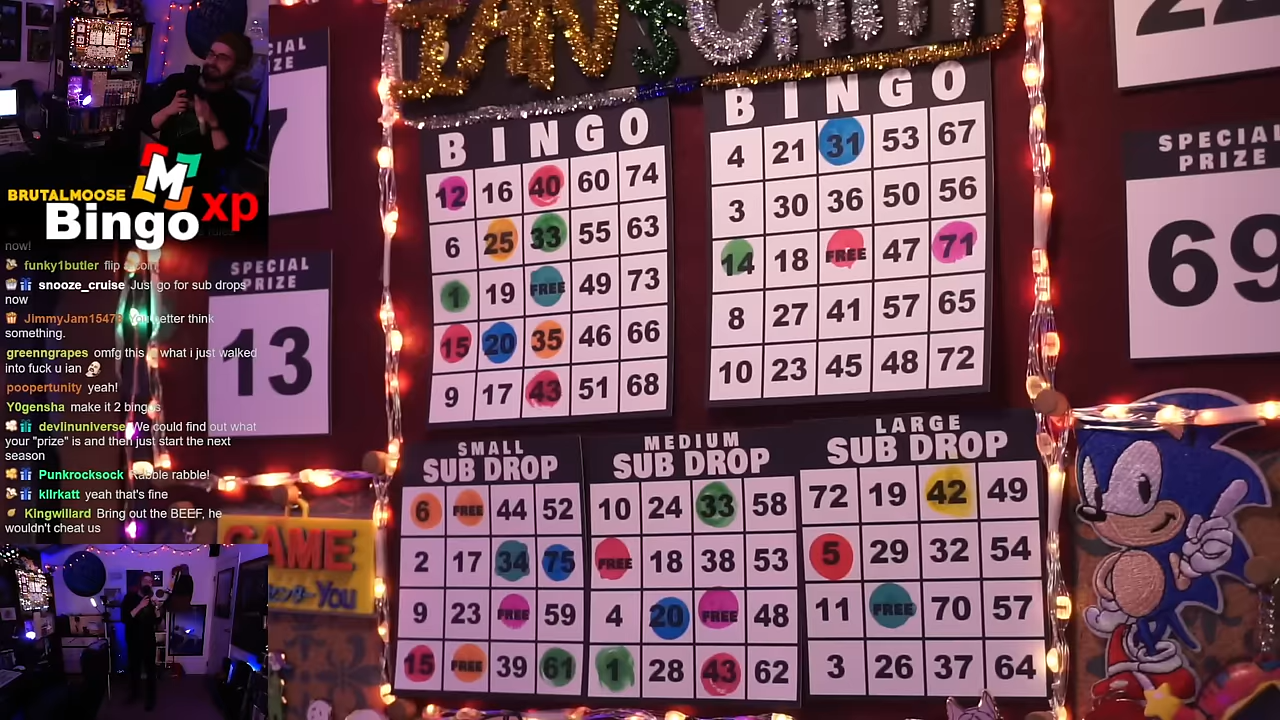 BRUTALMOOSE
M
Bingo xp
now!
funky1butler flip a coin
snooze_cruise Just go for sub drops
now
better think
something.
greenngrapes omfg this what i just walked
into fuck u ian
poopertunity yeah!
Y0gensha make it 2 bingos
devlinuniverse We could find out what
your "prize" is and then just start the next
season
Punkrocksock Rabble rabble!
kllrkatt yeah that's fine
Kingwillard Bring out the BEEF, he
wouldn't cheat us
CIAL
ZE
7
SPECIAL
PRIZE
13
GAME
You
IAN
CHAT
BINGO
12 16 40 60 74
6 25 33 55 63
1 19 FREE 49 73
15 20 35 46 66
9 17 43 51 68
BINGO
4 21 31 53 67
3 30 36 50 56
14 18 FREE 47 71
8 27 41 57 65
10 23 45 48 72
SMALL
SUB DROP
6 FREE 44 52
2 17 34 75
9 23 FREE 59
15 FREE 39 61
MEDIUM
SUB DROP
10 24 33 58
FREE 18 38 53
4 20 FREE 48
1 28 43 62
LARGE
SUB DROP
72 19 42 49
5 29 32 54
11 FREE 70 57
3 26 37 64
SPECIAL
PRIZE
69